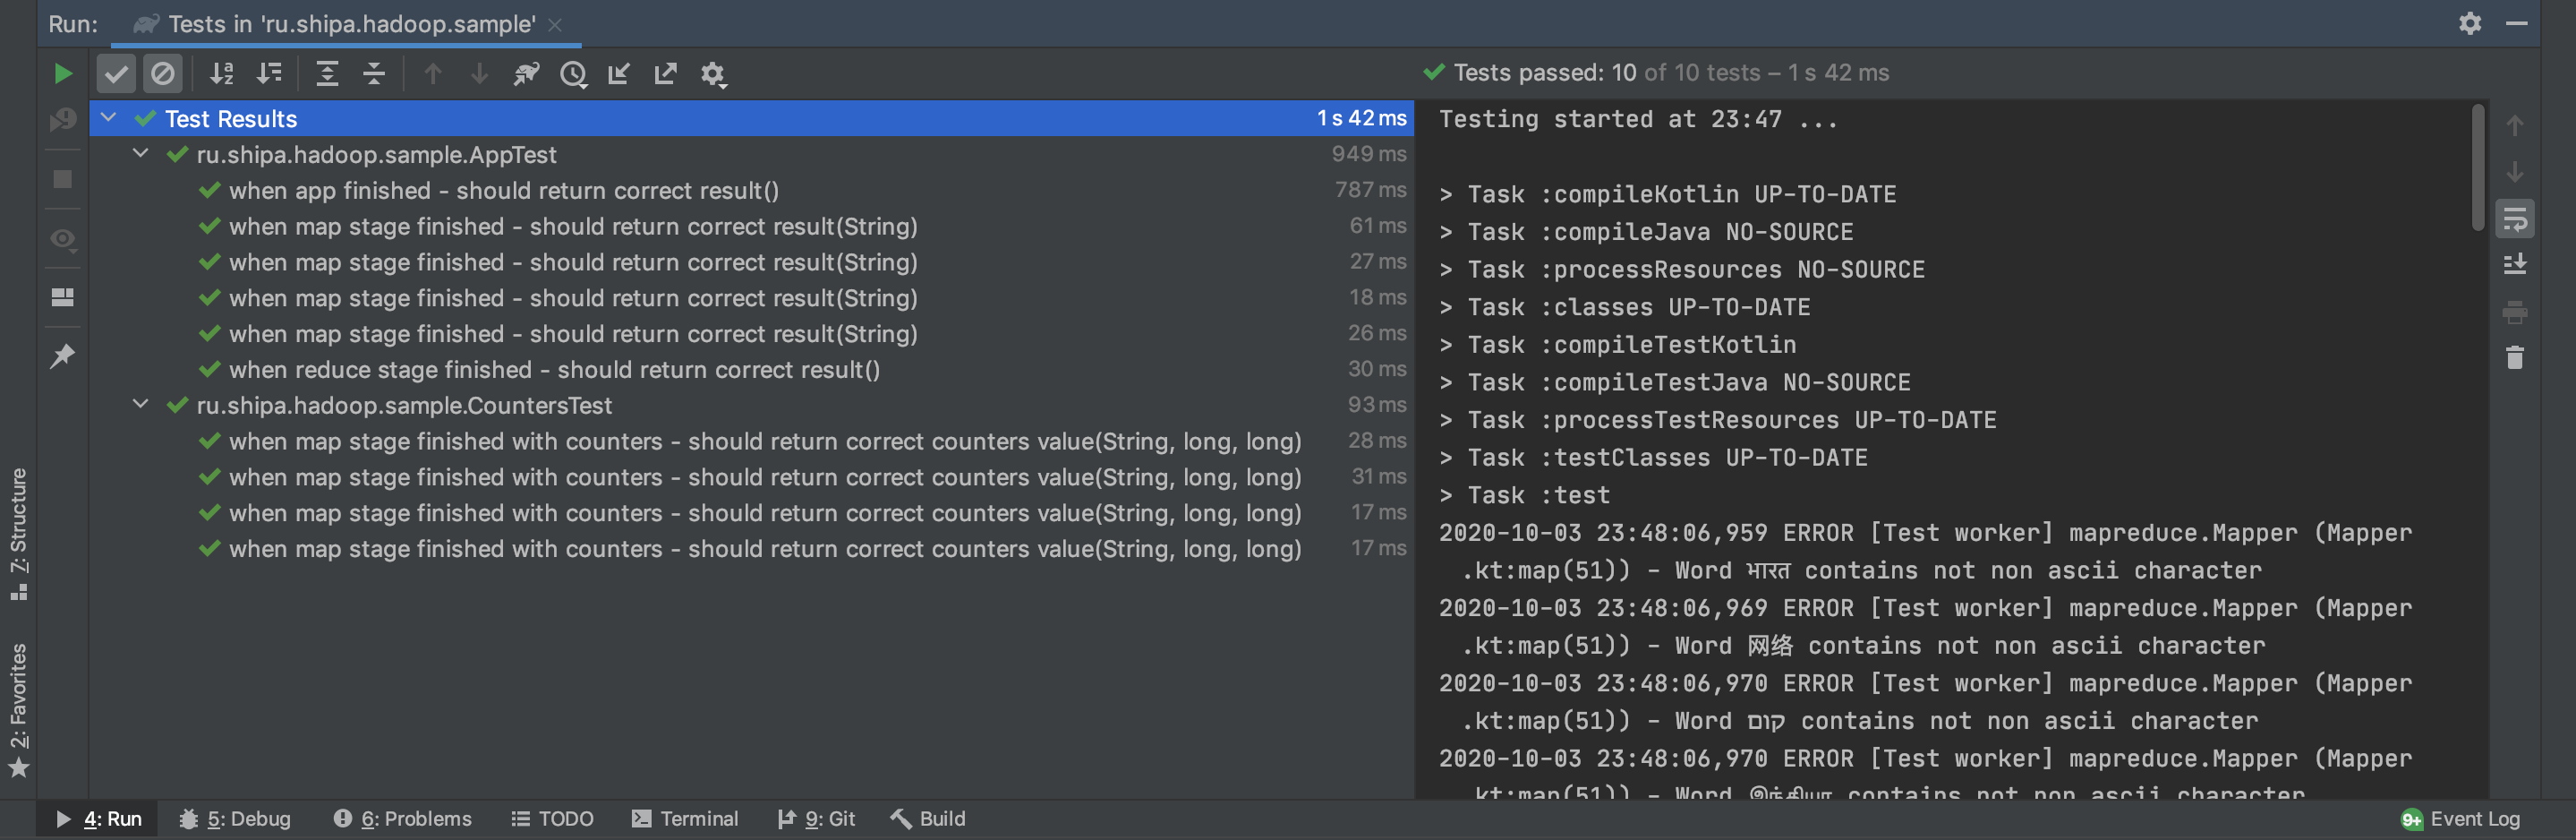 Run: Tests in 'ru.shipa.hadoop.sample'
Tests passed: 10 of 10 tests – 1 s 42 ms
Test Results 1 s 42 ms
ru.shipa.hadoop.sample.AppTest 949 ms
when app finished - should return correct result() 787 ms
when map stage finished - should return correct result(String) 61 ms
when map stage finished - should return correct result(String) 27 ms
when map stage finished - should return correct result(String) 18 ms
when map stage finished - should return correct result(String) 26 ms
when reduce stage finished - should return correct result() 30 ms
ru.shipa.hadoop.sample.CountersTest 93 ms
when map stage finished with counters - should return correct counters value(String, long, long) 28 ms
when map stage finished with counters - should return correct counters value(String, long, long) 31 ms
when map stage finished with counters - should return correct counters value(String, long, long) 17 ms
when map stage finished with counters - should return correct counters value(String, long, long) 17 ms
Testing started at 23:47 ...
> Task :compileKotlin UP-TO-DATE
> Task :compileJava NO-SOURCE
> Task :processResources NO-SOURCE
> Task :classes UP-TO-DATE
> Task :compileTestKotlin
> Task :compileTestJava NO-SOURCE
> Task :processTestResources UP-TO-DATE
> Task :testClasses UP-TO-DATE
> Task :test
2020-10-03 23:48:06,959 ERROR [Test worker] mapreduce.Mapper (Mapper
.kt:map(51)) - Word भारत contains not non ascii character
2020-10-03 23:48:06,969 ERROR [Test worker] mapreduce.Mapper (Mapper
.kt:map(51)) - Word 网络 contains not non ascii character
2020-10-03 23:48:06,970 ERROR [Test worker] mapreduce.Mapper (Mapper
.kt:map(51)) - Word קום contains not non ascii character
2020-10-03 23:48:06,970 ERROR [Test worker] mapreduce.Mapper (Mapper
.kt:map(51)) - Word இந்தியா contains not non ascii character
7: Structure
2: Favorites
4: Run 5: Debug 6: Problems TODO Terminal 9: Git Build 9+ Event Log